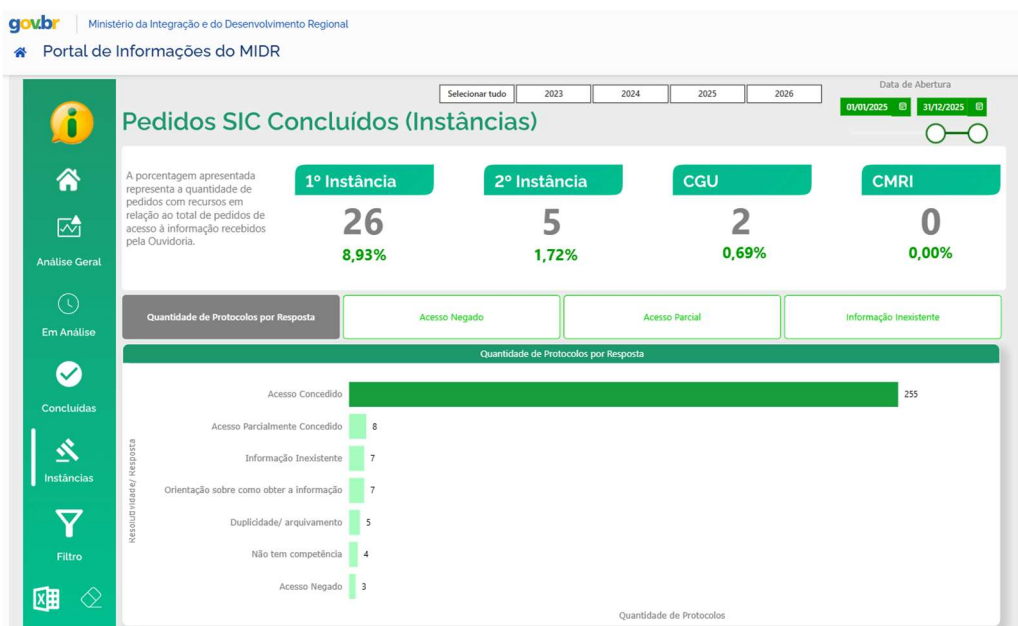 gov.br
Ministério da Integração e do Desenvolvimento Regional
Portal de Informações do MIDR
Selecionar tudo
2023
2024
2025
2026
Data de Abertura
01/01/2025
31/12/2025
Pedidos SIC Concluídos (Instâncias)
A porcentagem apresentada
representa a quantidade de
pedidos com recursos em
relação ao total de pedidos de
acesso à informação recebidos
pela Ouvidoria.
1º Instância
26
8,93%
2º Instância
5
1,72%
CGU
2
0,69%
CMRI
0
0,00%
Análise Geral
Em Análise
Concluídas
Instâncias
Filtro
Quantidade de Protocolos por Resposta
Acesso Negado
Acesso Parcial
Informação Inexistente
Quantidade de Protocolos por Resposta
Resolutividade/ Resposta
Acesso Concedido 255
Acesso Parcialmente Concedido 8
Informação Inexistente 7
Orientação sobre como obter a informação 7
Duplicidade/ arquivamento 5
Não tem competência 4
Acesso Negado 3
Quantidade de Protocolos